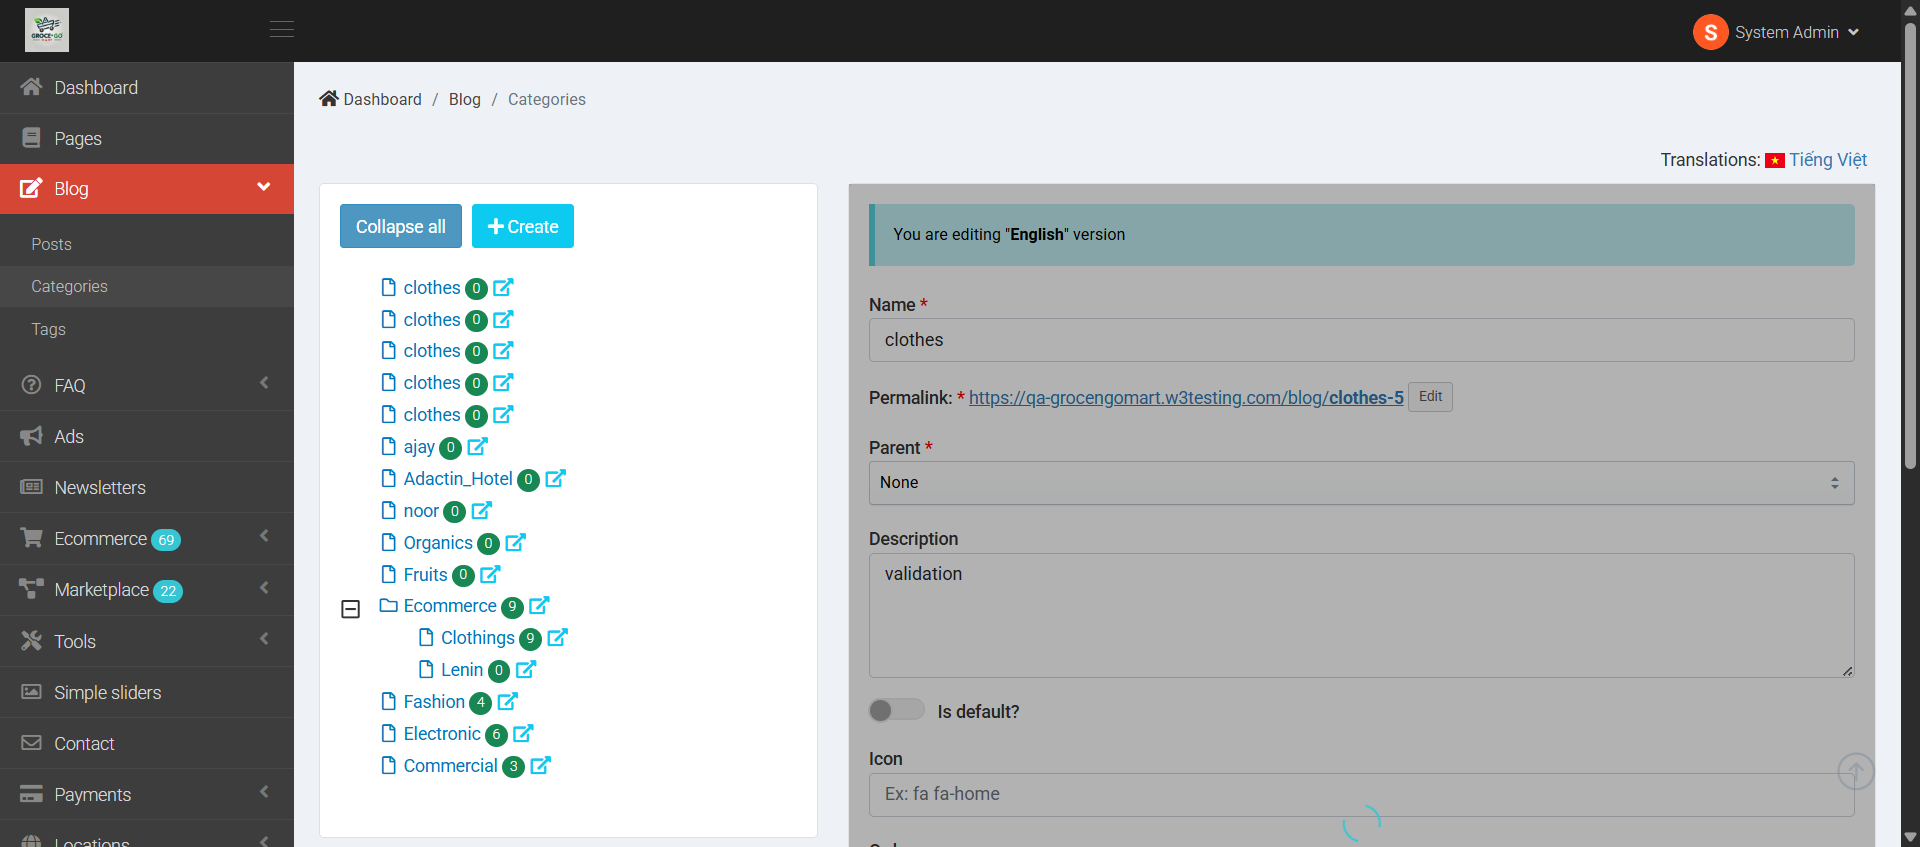 GROCE-GO
S System Admin
Dashboard
Pages
Blog
Posts
Categories
Tags
FAQ
Ads
Newsletters
Ecommerce 69
Marketplace 22
Tools
Simple sliders
Contact
Payments
Locations
Dashboard / Blog / Categories
Translations: Tiếng Việt
Collapse all
Create
clothes 0
clothes 0
clothes 0
clothes 0
clothes 0
ajay 0
Adactin_Hotel 0
noor 0
Organics 0
Fruits 0
Ecommerce 9
Clothings 9
Lenin 0
Fashion 4
Electronic 6
Commercial 3
You are editing "English" version
Name *
clothes
Permalink: * https://qa-grocengomart.w3testing.com/blog/clothes-5 Edit
Parent *
None
Description
validation
Is default?
Icon
Ex: fa fa-home